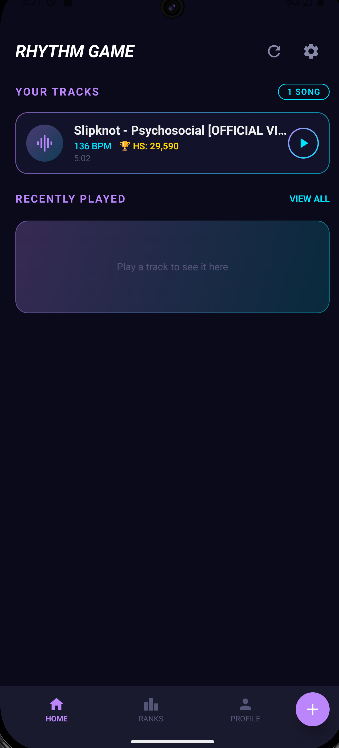 RHYTHM GAME
YOUR TRACKS
1 SONG
Slipknot - Psychosocial [OFFICIAL VI...
136 BPM 🏆 HS: 29,590
5:02
RECENTLY PLAYED
VIEW ALL
Play a track to see it here
HOME
RANKS
PROFILE